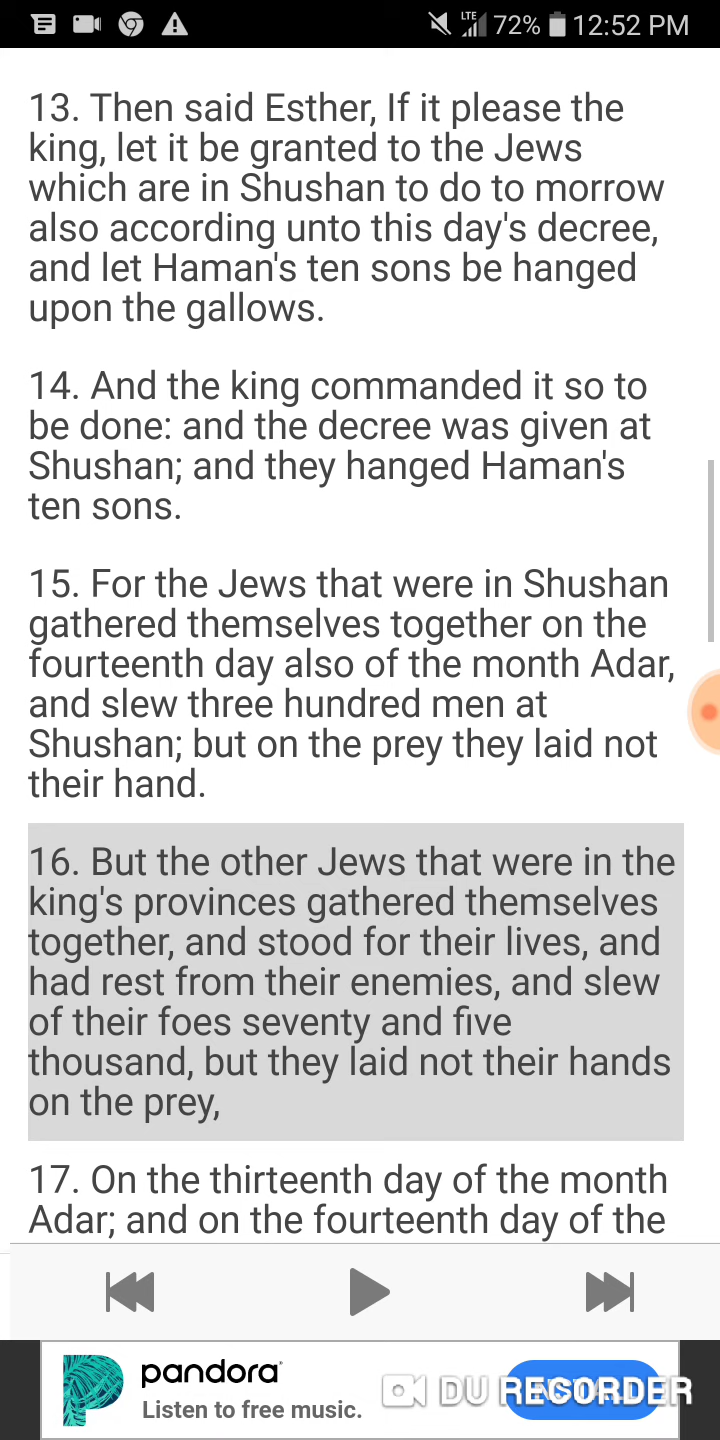 LTE 72% 12:52 PM
13. Then said Esther, If it please the
king, let it be granted to the Jews
which are in Shushan to do to morrow
also according unto this day's decree,
and let Haman's ten sons be hanged
upon the gallows.
14. And the king commanded it so to
be done: and the decree was given at
Shushan; and they hanged Haman's
ten sons.
15. For the Jews that were in Shushan
gathered themselves together on the
fourteenth day also of the month Adar,
and slew three hundred men at
Shushan; but on the prey they laid not
their hand.
16. But the other Jews that were in the
king's provinces gathered themselves
together, and stood for their lives, and
had rest from their enemies, and slew
of their foes seventy and five
thousand, but they laid not their hands
on the prey,
17. On the thirteenth day of the month
Adar; and on the fourteenth day of the
pandora
Listen to free music.
DU RECORDER